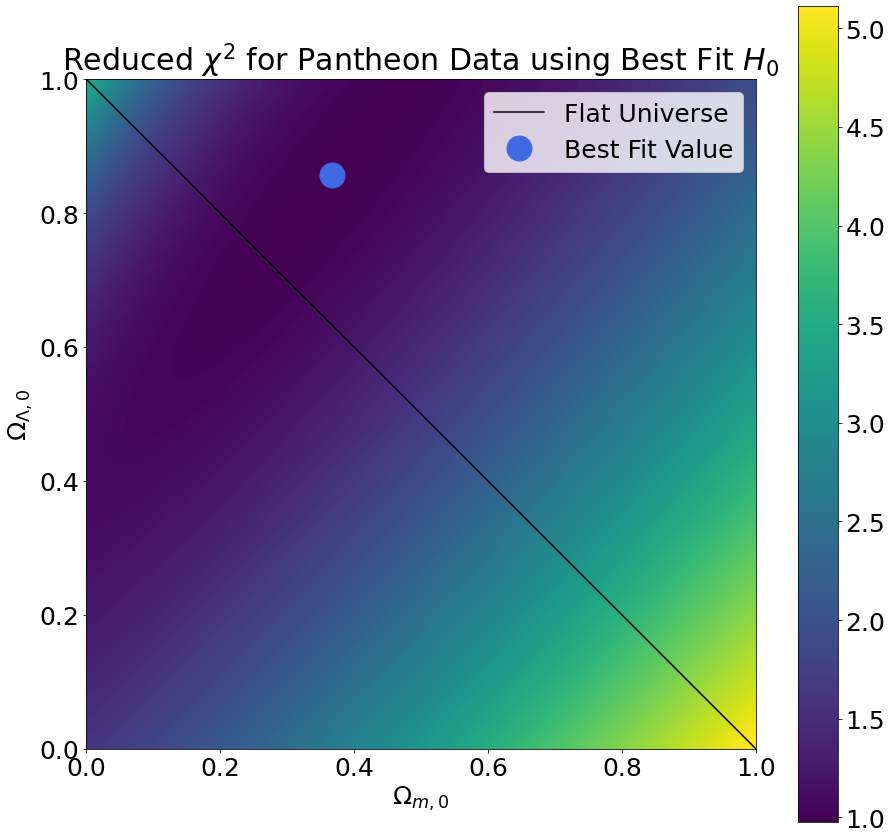 Reduced χ² for Pantheon Data using Best Fit H₀
Flat Universe
Best Fit Value
1.0
0.8
0.6
0.4
0.2
0.0
Ω_Λ,0
0.0 0.2 0.4 0.6 0.8 1.0
Ω_m,0
5.0
4.5
4.0
3.5
3.0
2.5
2.0
1.5
1.0